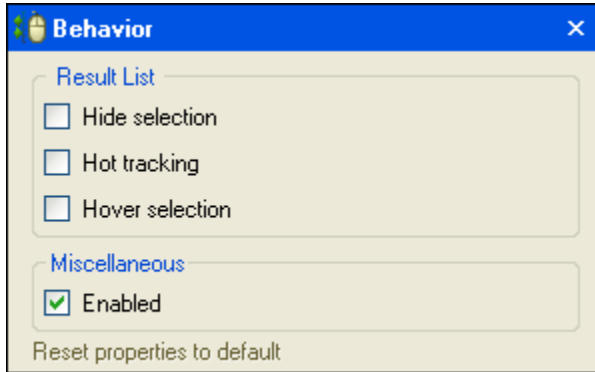 Behavior
Result List
Hide selection
Hot tracking
Hover selection
Miscellaneous
Enabled
Reset properties to default